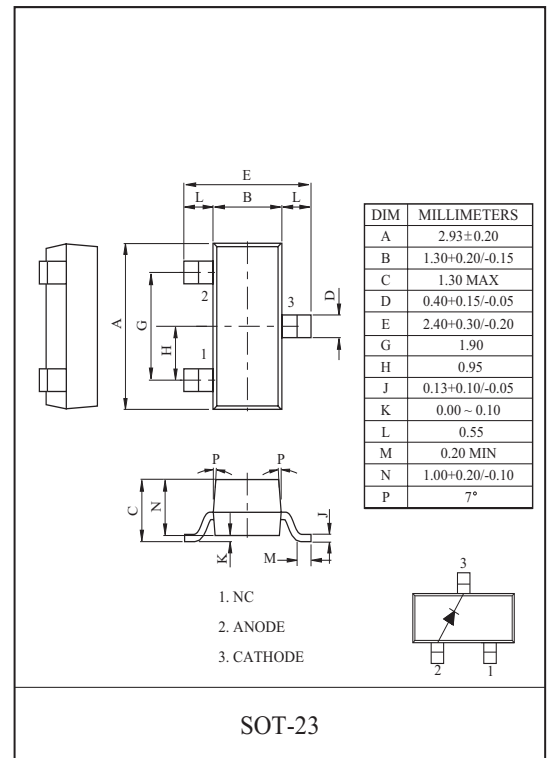 E
L B L
A
G
H
2
1
3
D
DIM MILLIMETERS
A 2.93±0.20
B 1.30+0.20/-0.15
C 1.30 MAX
D 0.40+0.15/-0.05
E 2.40+0.30/-0.20
G 1.90
H 0.95
J 0.13+0.10/-0.05
K 0.00 ~ 0.10
L 0.55
M 0.20 MIN
N 1.00+0.20/-0.10
P 7°
P P
C
N
K
M
J
1. NC
2. ANODE
3. CATHODE
3
2 1
SOT-23